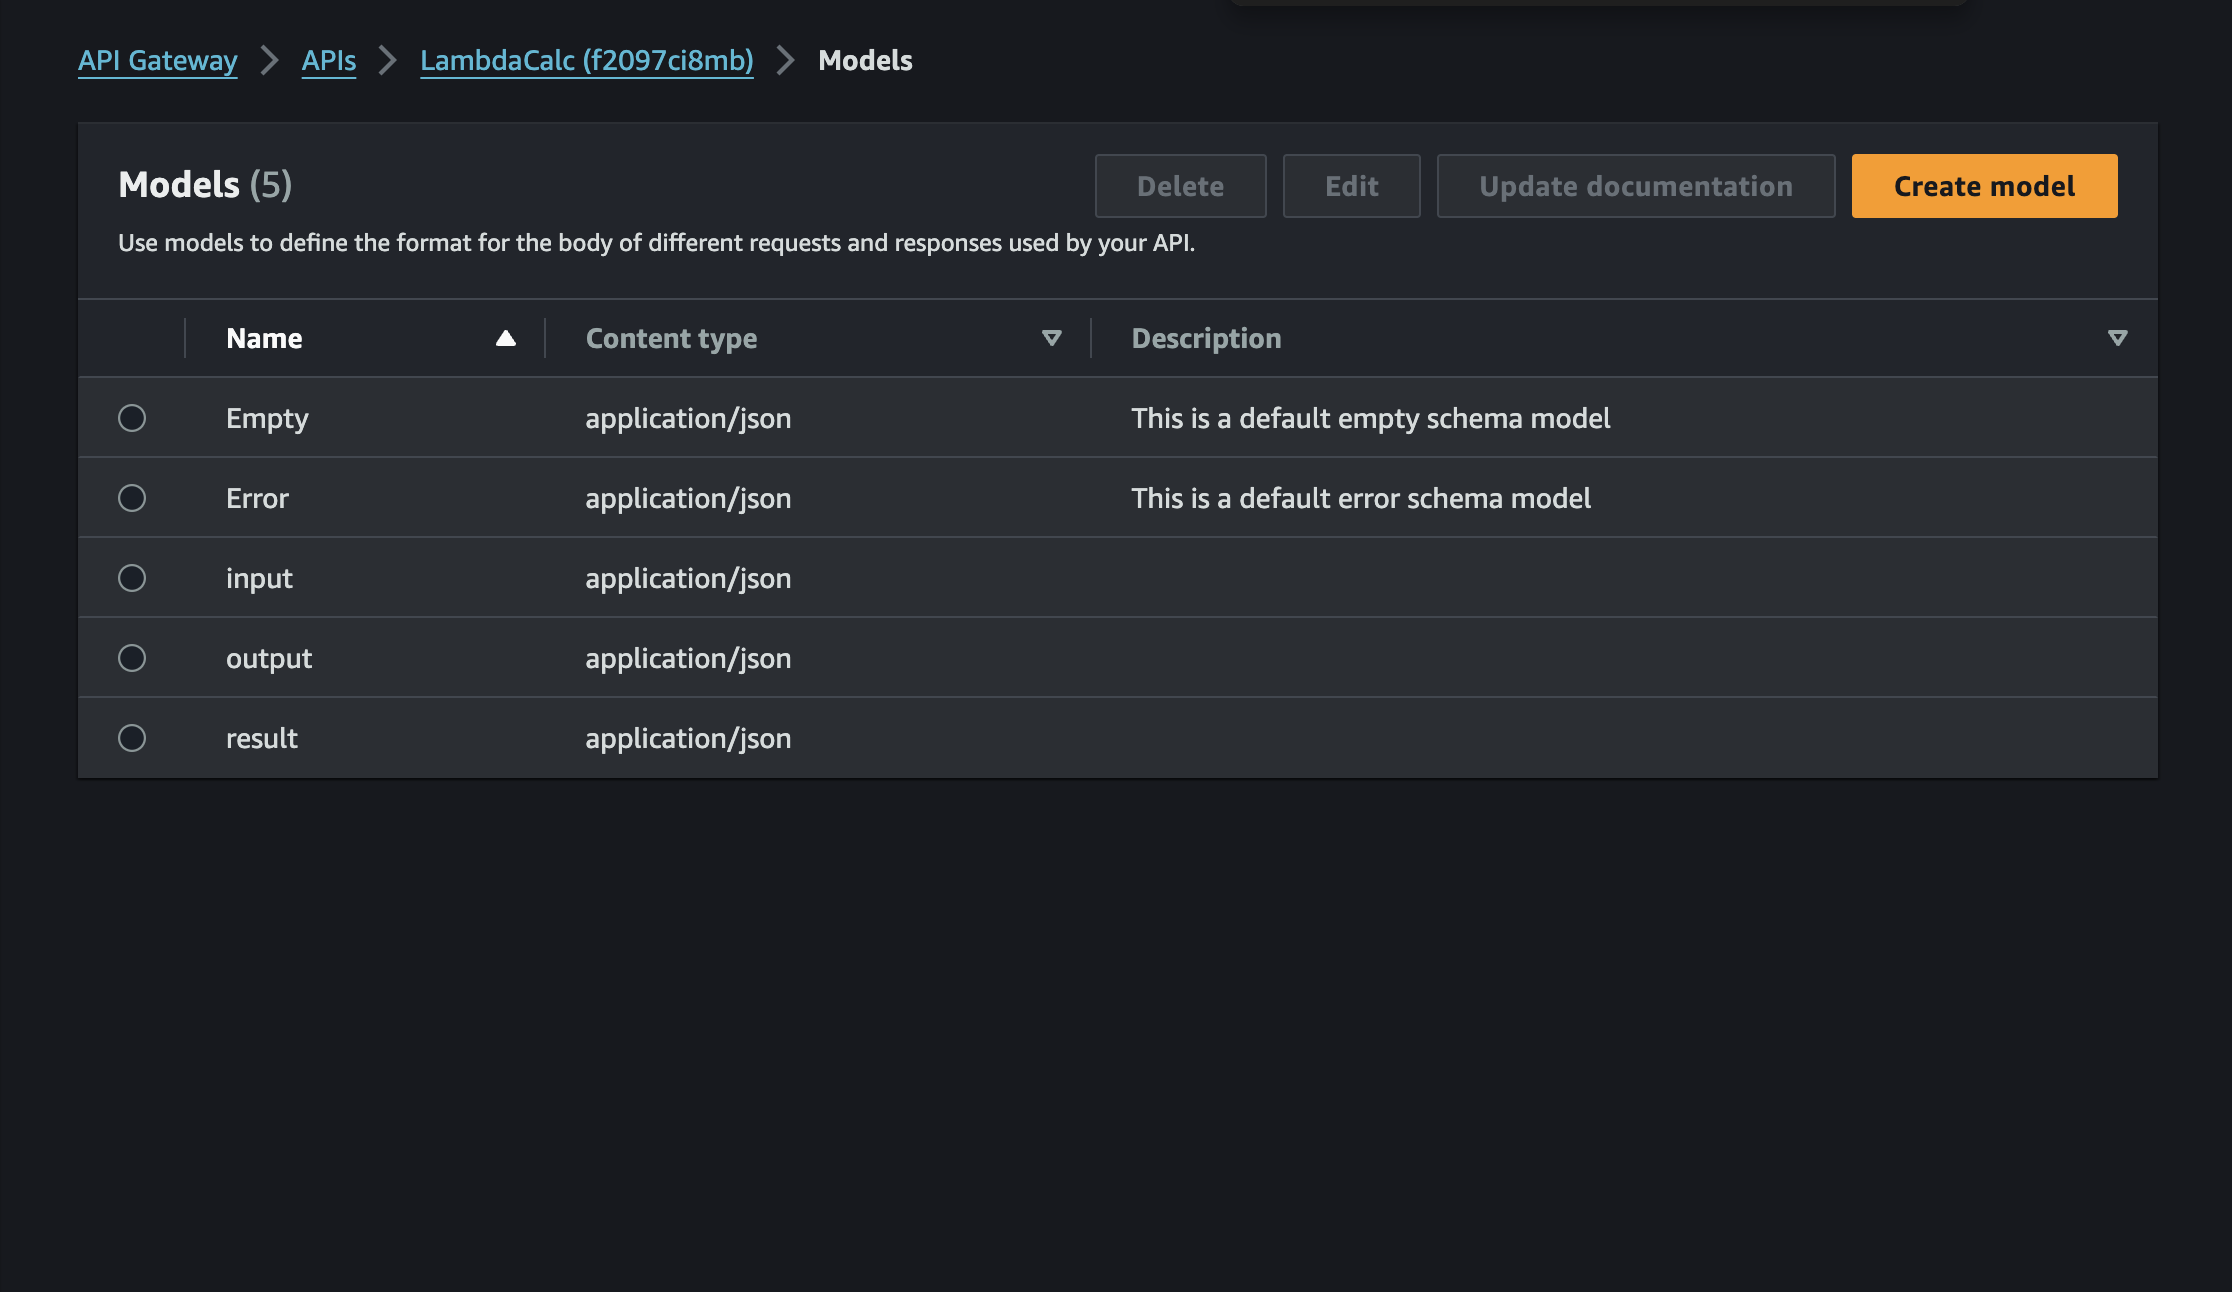 API Gateway > APIs > LambdaCalc (f2097ci8mb) > Models
Models (5)
Delete
Edit
Update documentation
Create model
Use models to define the format for the body of different requests and responses used by your API.
Name Content type Description
Empty application/json This is a default empty schema model
Error application/json This is a default error schema model
input application/json
output application/json
result application/json